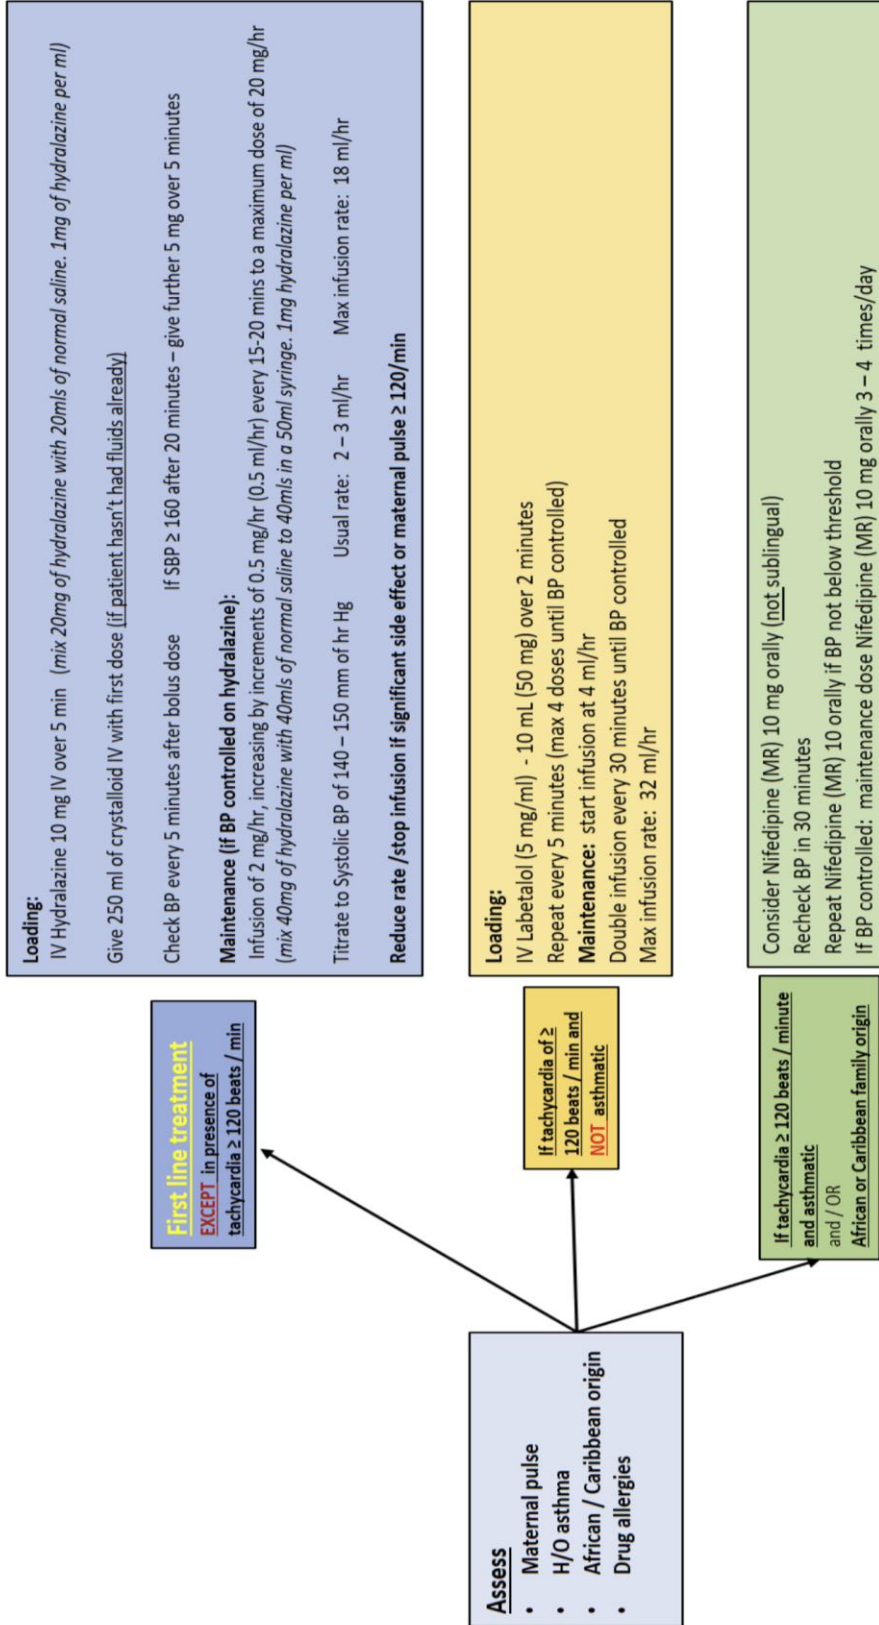 Assess
• Maternal pulse
• H/O asthma
• African / Caribbean origin
• Drug allergies
First line treatment
EXCEPT in presence of
tachycardia ≥ 120 beats / min
Loading:
IV Hydralazine 10 mg IV over 5 min (mix 20mg of hydralazine with 20mls of normal saline. 1mg of hydralazine per ml)
Give 250 ml of crystalloid IV with first dose (if patient hasn't had fluids already)
Check BP every 5 minutes after bolus dose If SBP ≥ 160 after 20 minutes – give further 5 mg over 5 minutes
Maintenance (if BP controlled on hydralazine):
Infusion of 2 mg/hr, increasing by increments of 0.5 mg/hr (0.5 ml/hr) every 15-20 mins to a maximum dose of 20 mg/hr
(mix 40mg of hydralazine with 40mls of normal saline to 40mls in a 50ml syringe. 1mg hydralazine per ml)
Titrate to Systolic BP of 140 – 150 mm of hr Hg Usual rate: 2 – 3 ml/hr Max infusion rate: 18 ml/hr
Reduce rate /stop infusion if significant side effect or maternal pulse ≥ 120/min
If tachycardia of ≥
120 beats / min and
NOT asthmatic
Loading:
IV Labetalol (5 mg/ml) - 10 mL (50 mg) over 2 minutes
Repeat every 5 minutes (max 4 doses until BP controlled)
Maintenance: start infusion at 4 ml/hr
Double infusion every 30 minutes until BP controlled
Max infusion rate: 32 ml/hr
If tachycardia ≥ 120 beats / minute
and asthmatic
and / OR
African or Caribbean family origin
Consider Nifedipine (MR) 10 mg orally (not sublingual)
Recheck BP in 30 minutes
Repeat Nifedipine (MR) 10 orally if BP not below threshold
If BP controlled: maintenance dose Nifedipine (MR) 10 mg orally 3 – 4 times/day